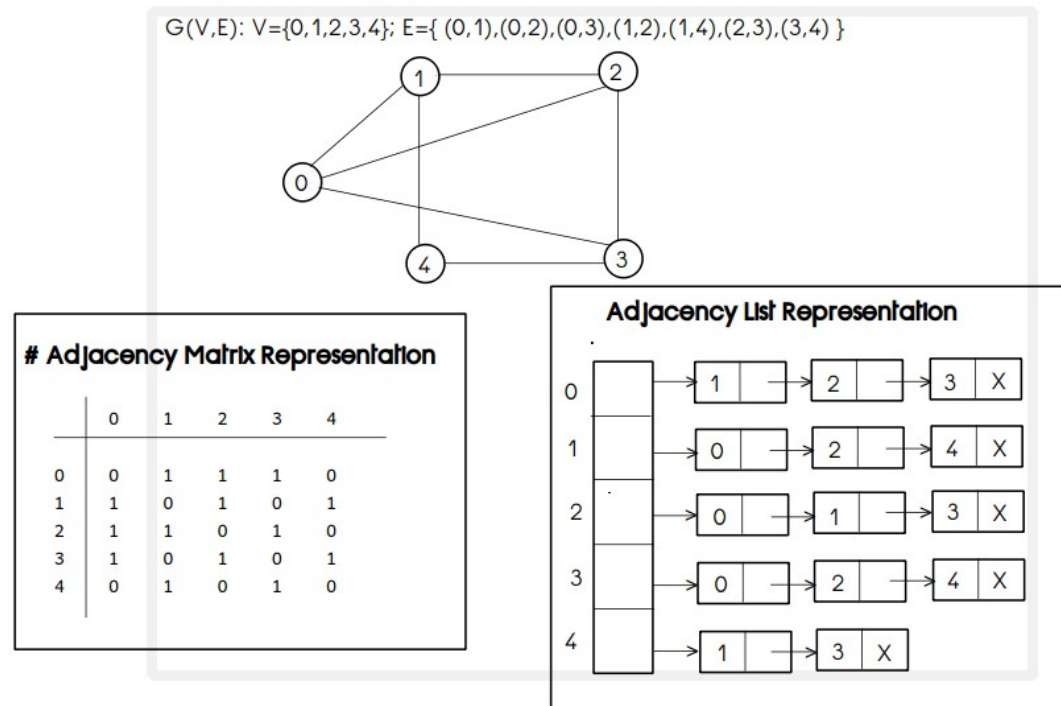 G(V,E): V={0,1,2,3,4}; E={ (0,1),(0,2),(0,3),(1,2),(1,4),(2,3),(3,4) }
1
2
0
4
3
# Adjacency Matrix Representation
0 1 2 3 4
0 0 1 1 1 0
1 1 0 1 0 1
2 1 1 0 1 0
3 1 0 1 0 1
4 0 1 0 1 0
Adjacency List Representation
0 1 2 3 X
1 0 2 4 X
2 0 1 3 X
3 0 2 4 X
4 1 3 X